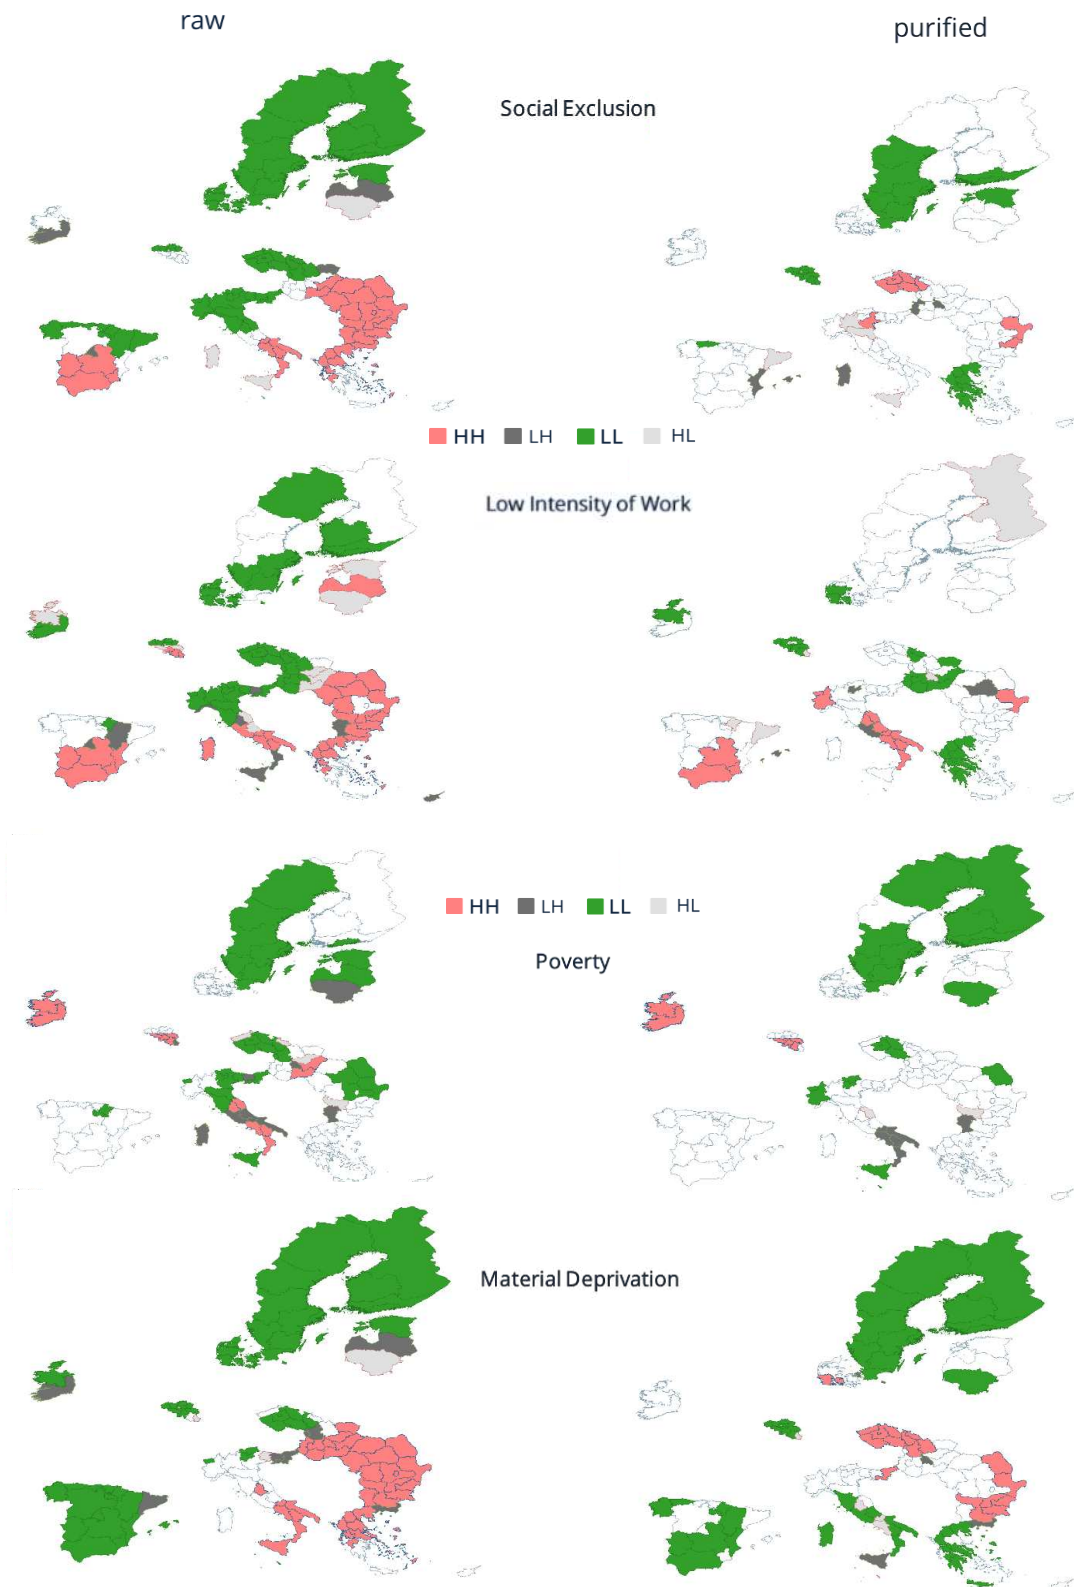 raw
purified
Social Exclusion
HH LH LL HL
Low Intensity of Work
HH LH LL HL
Poverty
Material Deprivation